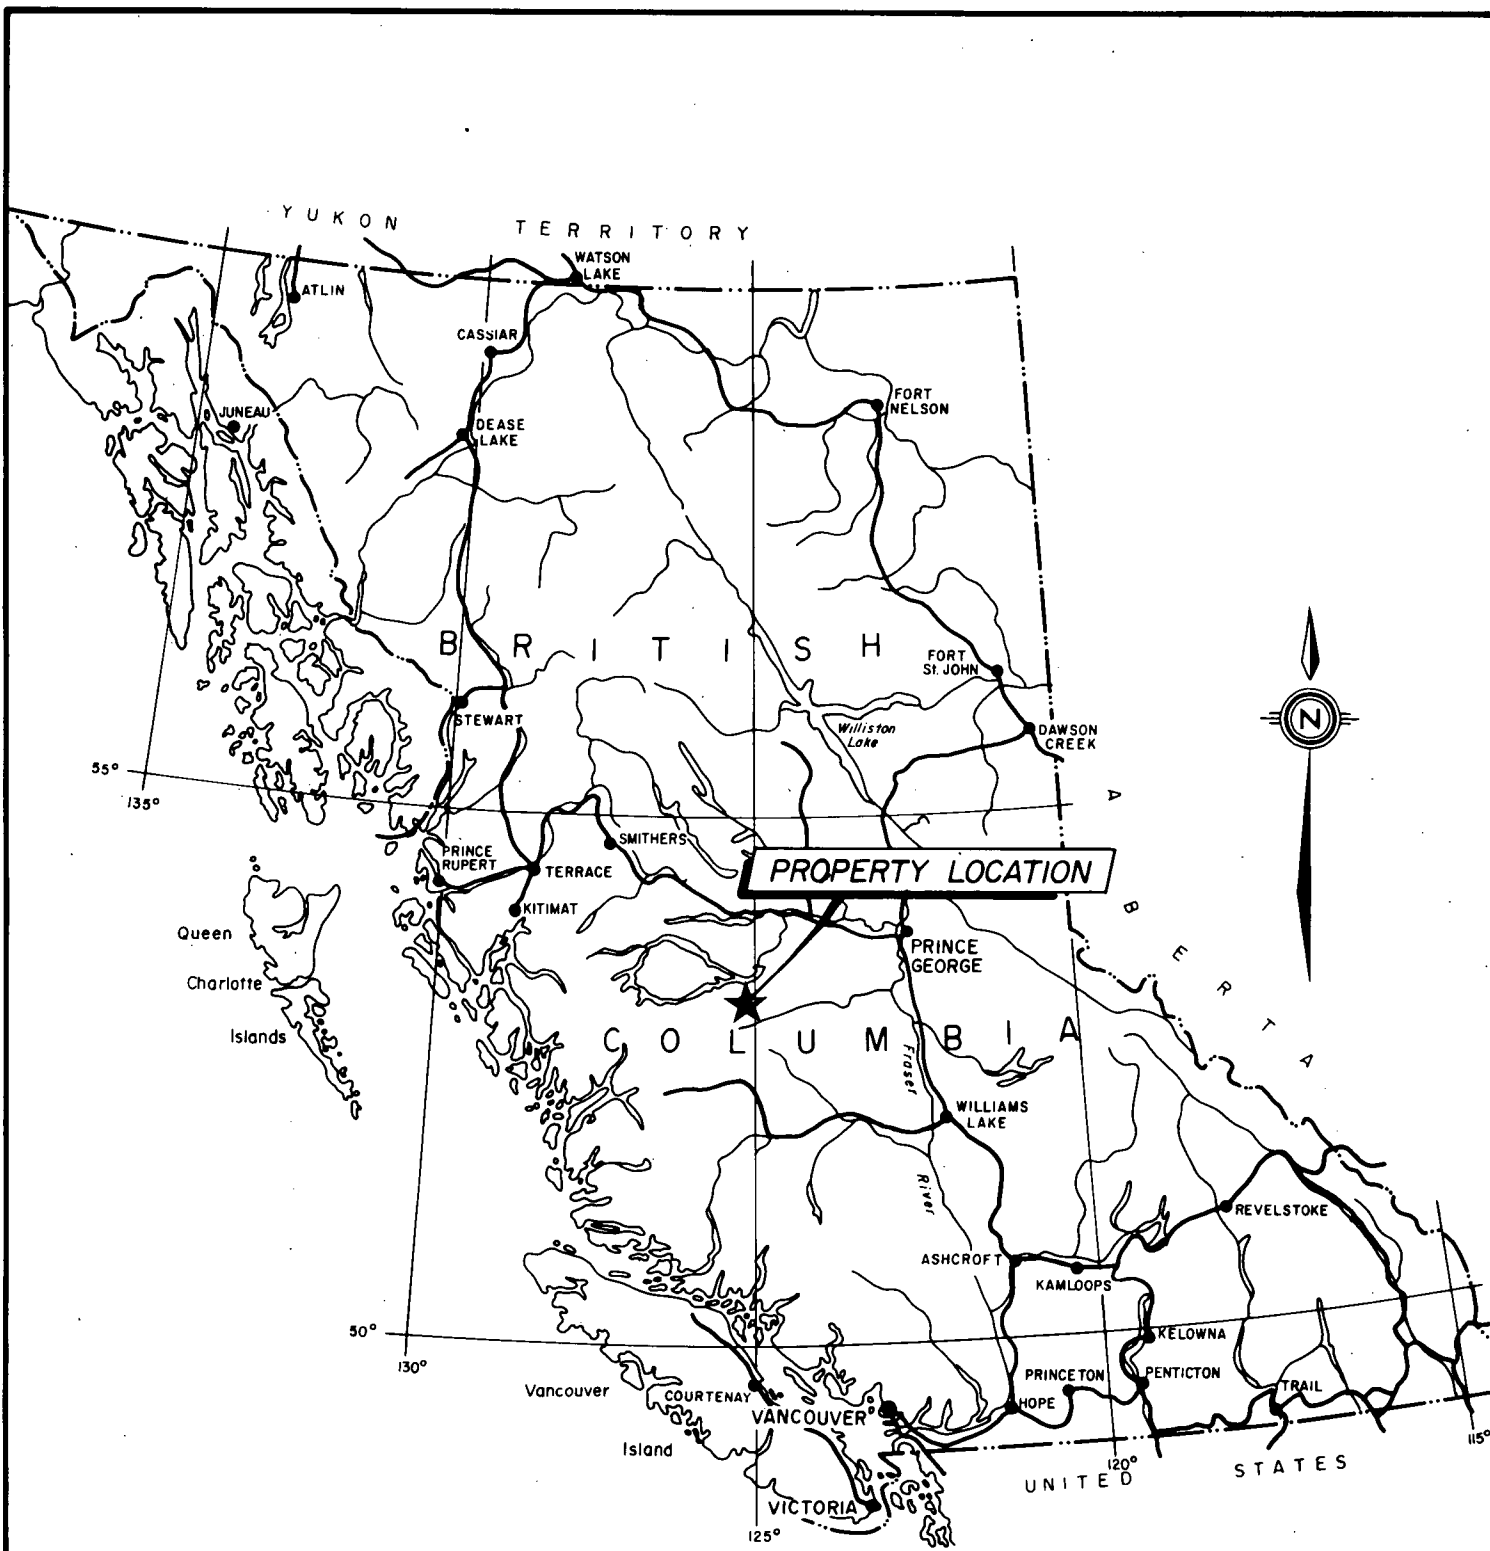 YUKON TERRITORY
WATSON
LAKE
ATLIN
CASSIAR
JUNEAU
DEASE
LAKE
FORT
NELSON
BRITISH
FORT
St. JOHN
STEWART
Williston
Lake
DAWSON
CREEK
N
55°
135°
ALBERTA
SMITHERS
PRINCE
RUPERT
TERRACE
PROPERTY LOCATION
KITIMAT
Queen
Charlotte
Islands
PRINCE
GEORGE
COLUMBIA
Fraser
River
WILLIAMS
LAKE
REVELSTOKE
ASHCROFT
KAMLOOPS
50°
130°
KELOWNA
PRINCETON
PENTICTON
TRAIL
HOPE
Vancouver
Island
COURTENAY
VANCOUVER
VICTORIA
125°
120°
115°
UNITED STATES